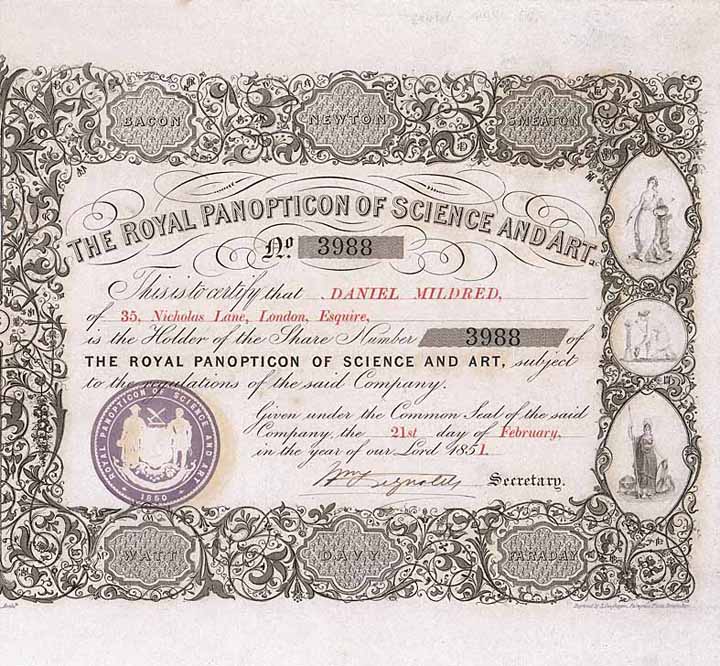 BACON NEWTON SMEATON
THE ROYAL PANOPTICON OF SCIENCE AND ART.
No. 3988
This is to certify that DANIEL MILDRED,
of 35, Nicholas Lane, London, Esquire,
is the Holder of the Share Number 3988 of
THE ROYAL PANOPTICON OF SCIENCE AND ART, subject
to the regulations of the said Company.
Given under the Common Seal of the said
Company, the 21st day of February,
in the year of our Lord 1851.
Secretary.
ROYAL PANOPTICON OF SCIENCE AND ART
1850
WATT DAVY FARADAY